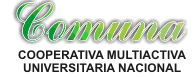 Comuna
COOPERATIVA MULTIACTIVA
UNIVERSITARIA NACIONAL